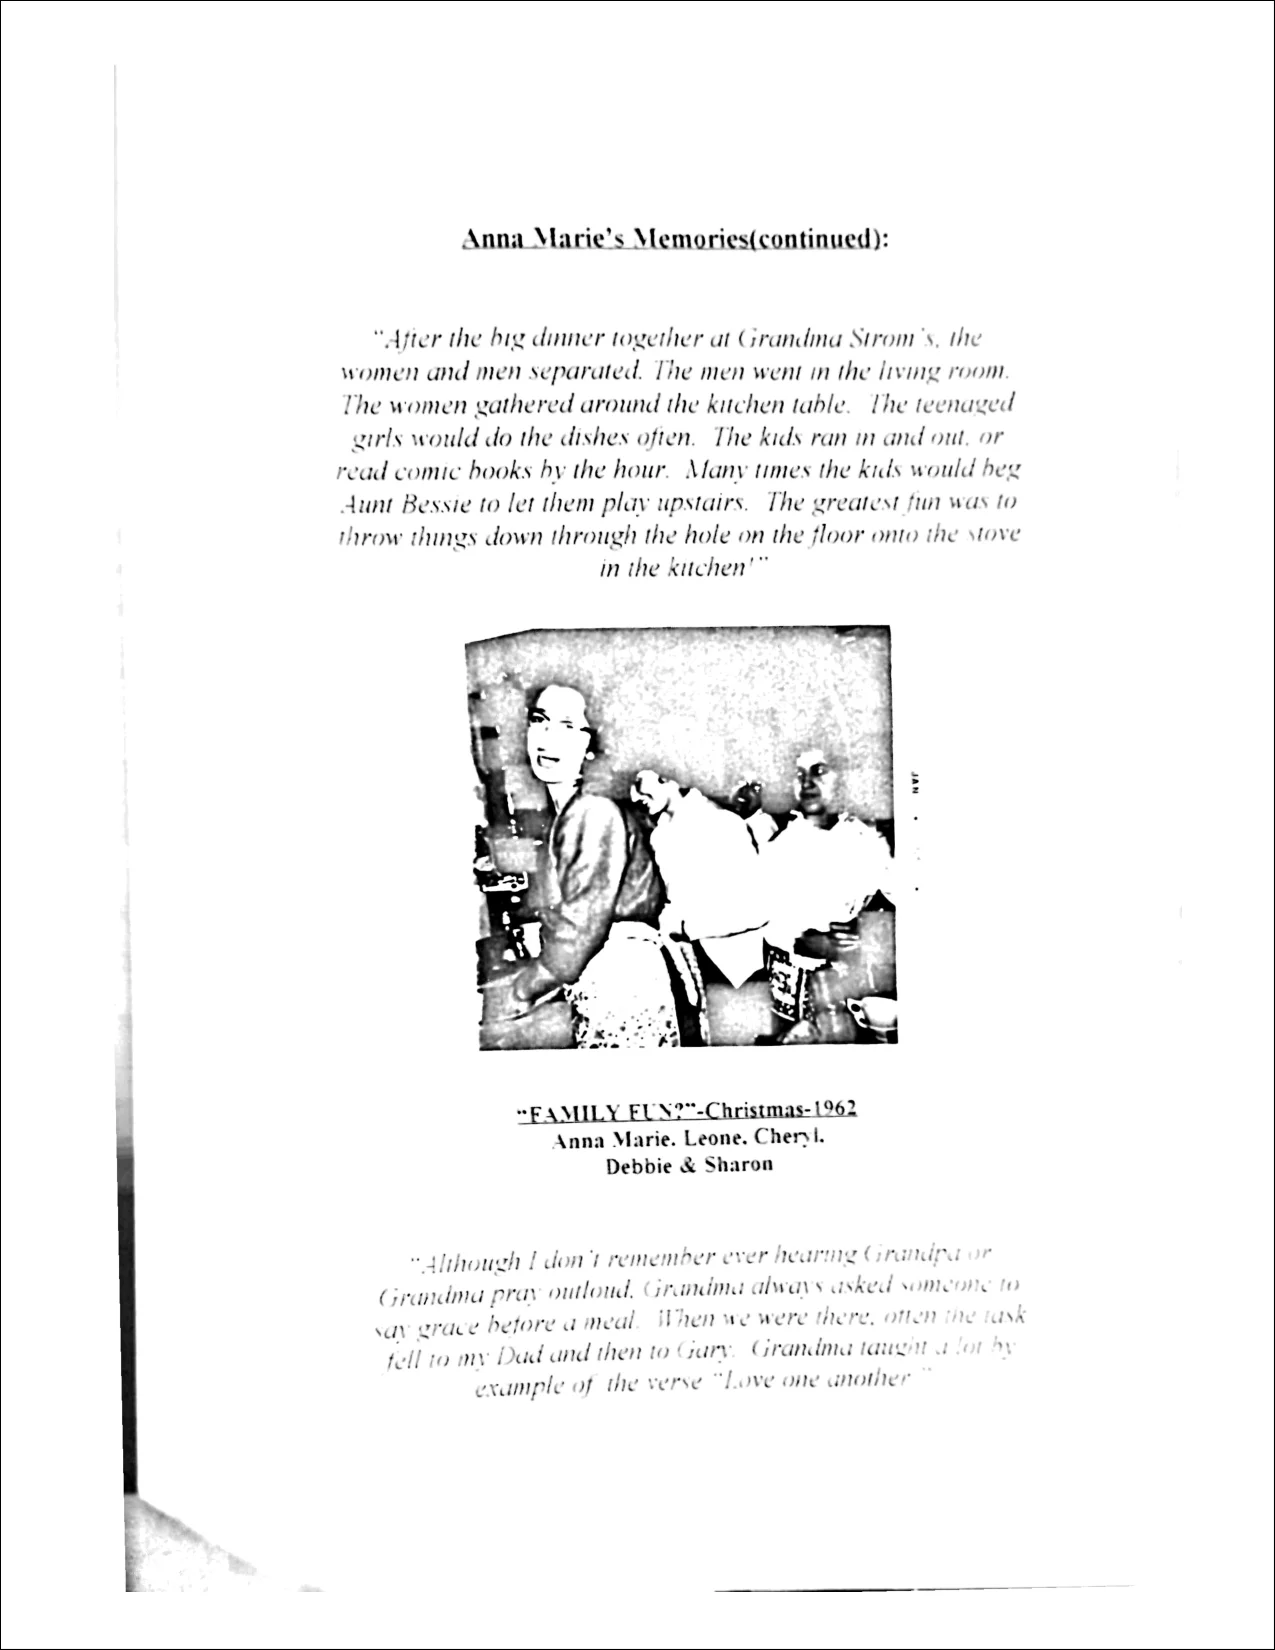 Anna Marie's Memories(continued):
"After the big dinner together at Grandma Strom's, the
women and men separated. The men went in the living room.
The women gathered around the kitchen table. The teenaged
girls would do the dishes often. The kids ran in and out, or
read comic books by the hour. Many times the kids would beg
Aunt Bessie to let them play upstairs. The greatest fun was to
throw things down through the hole on the floor onto the stove
in the kitchen!"
JAN
"FAMILY FUN?"-Christmas-1962
Anna Marie, Leone, Cheryl,
Debbie & Sharon
"Although I don't remember ever hearing Grandpa or
Grandma pray outloud, Grandma always asked someone to
say grace before a meal. When we were there, often the task
fell to my Dad and then to Gary. Grandma taught a lot by
example of the verse "Love one another."